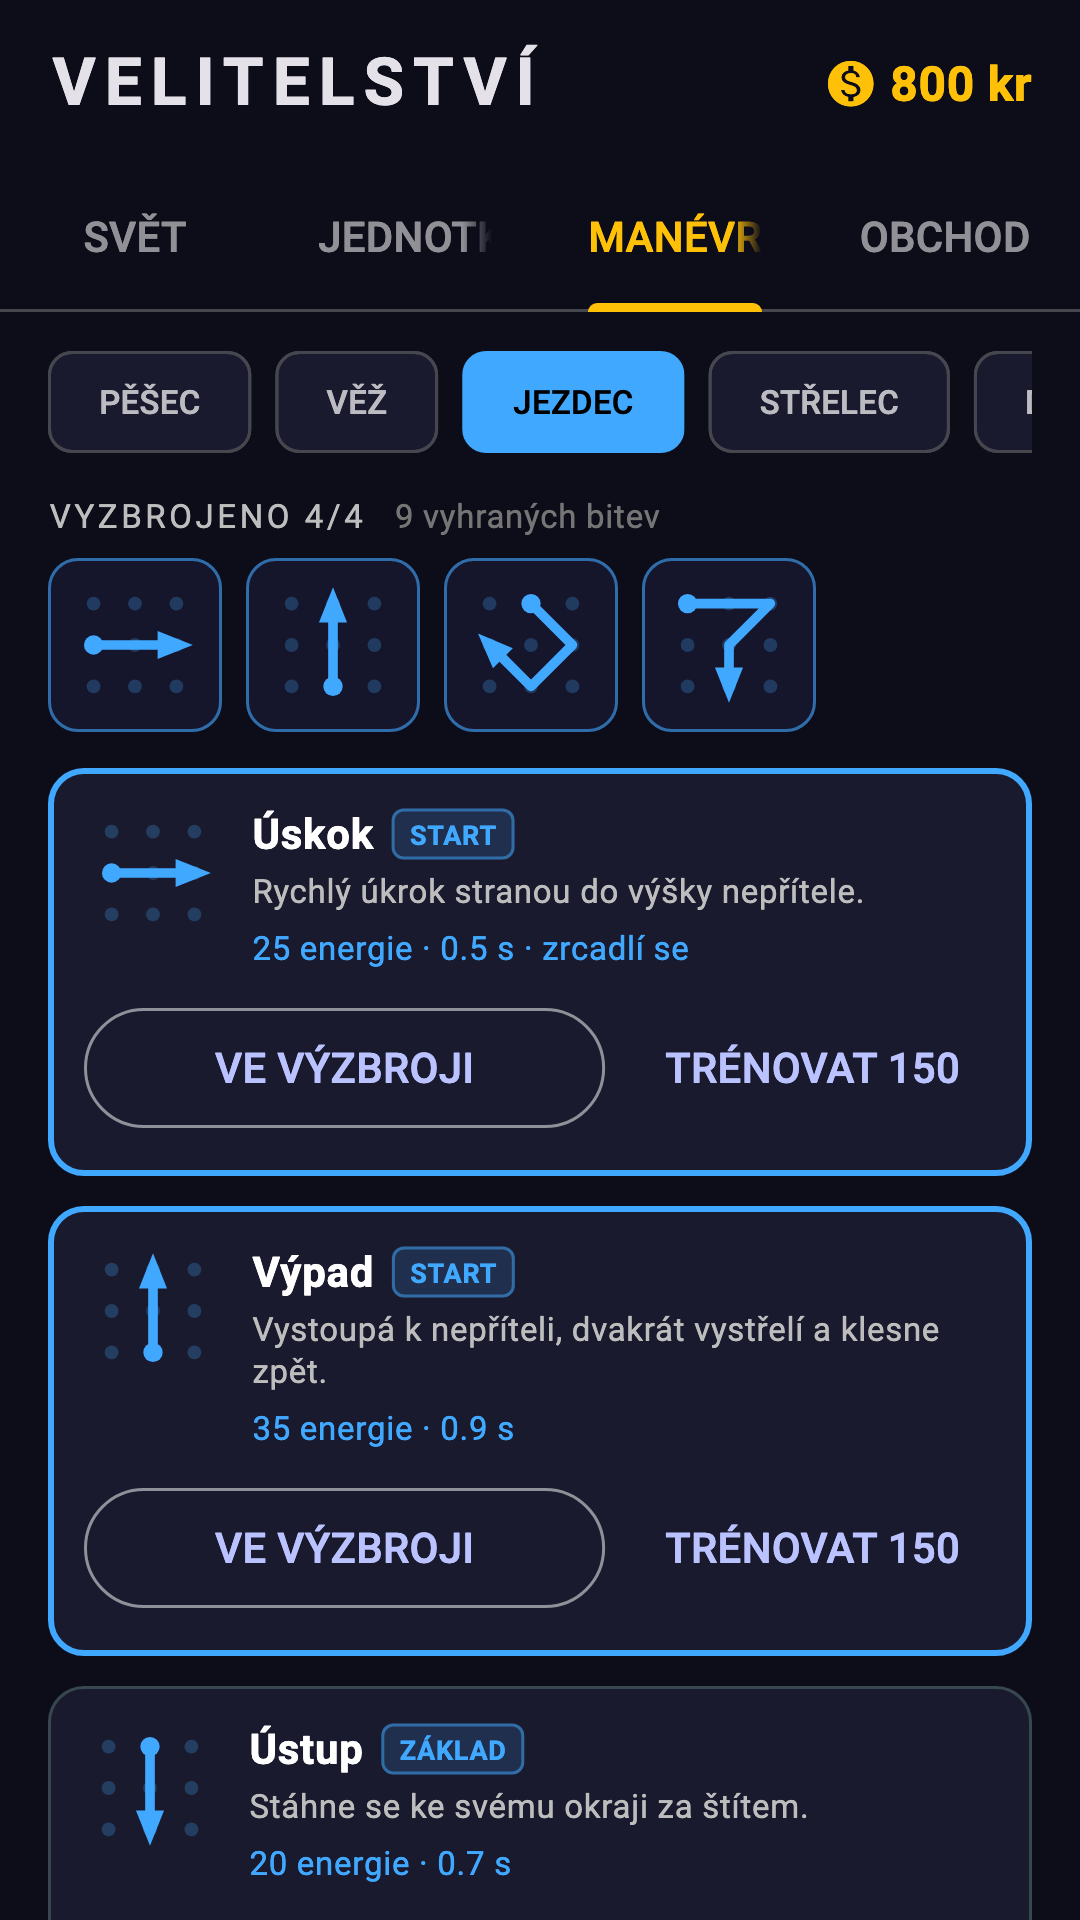 VELITELSTVÍ
800 kr
SVĚT JEDNOT MANÉVR OBCHOD
PĚŠEC VĚŽ JEZDEC STŘELEC
VYZBROJENO 4/4 9 vyhraných bitev
Úskok START
Rychlý úkrok stranou do výšky nepřítele.
25 energie · 0.5 s · zrcadlí se
VE VÝZBROJI TRÉNOVAT 150
Výpad START
Vystoupá k nepříteli, dvakrát vystřelí a klesne
zpět.
35 energie · 0.9 s
VE VÝZBROJI TRÉNOVAT 150
Ústup ZÁKLAD
Stáhne se ke svému okraji za štítem.
20 energie · 0.7 s